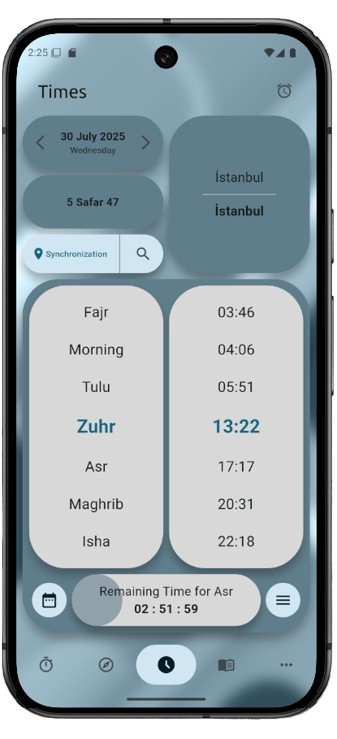 2:25
Times
30 July 2025
Wednesday
5 Safar 47
Synchronization
İstanbul
İstanbul
Fajr 03:46
Morning 04:06
Tulu 05:51
Zuhr 13:22
Asr 17:17
Maghrib 20:31
Isha 22:18
Remaining Time for Asr
02 : 51 : 59